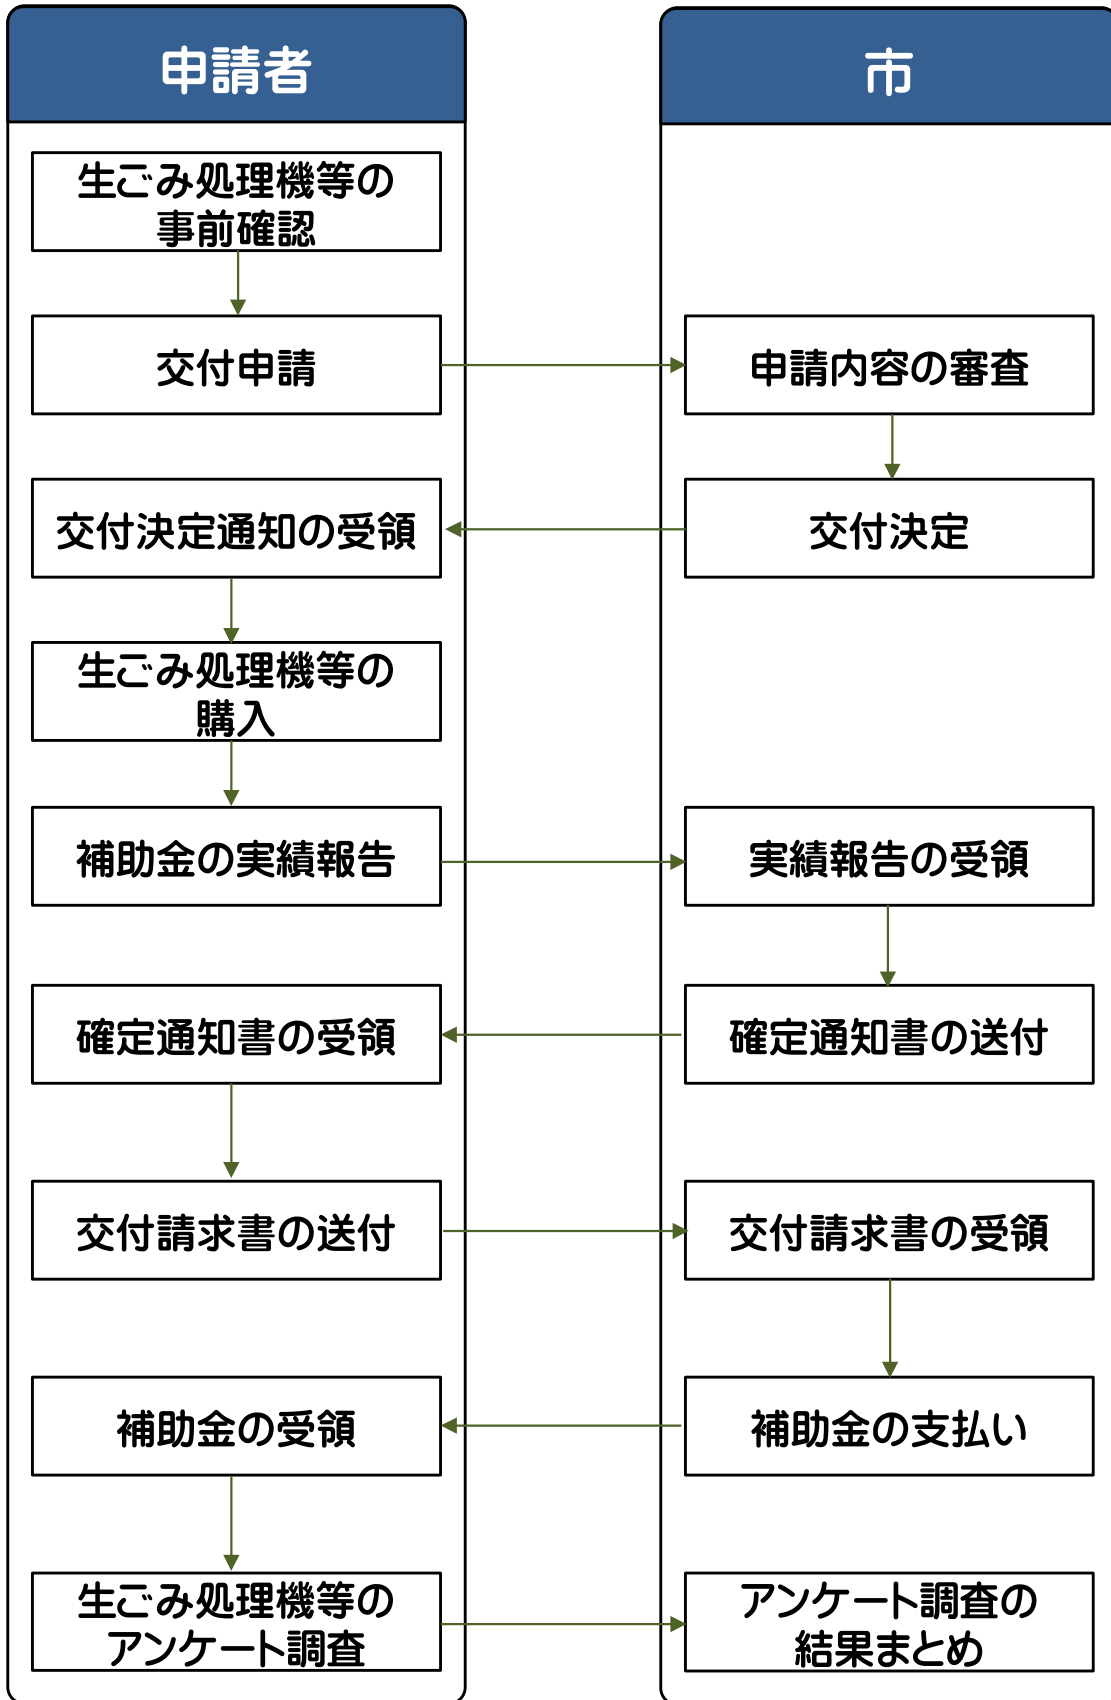 申請者
市
生ごみ処理機等の
事前確認
交付申請
申請内容の審査
交付決定通知の受領
交付決定
生ごみ処理機等の
購入
補助金の実績報告
実績報告の受領
確定通知書の受領
確定通知書の送付
交付請求書の送付
交付請求書の受領
補助金の受領
補助金の支払い
生ごみ処理機等の
アンケート調査
アンケート調査の
結果まとめ